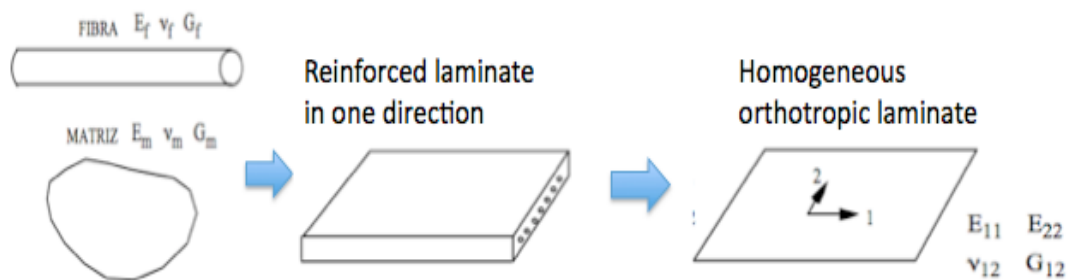 FIBRA E_f ν_f G_f
MATRIZ E_m ν_m G_m
Reinforced laminate
in one direction
Homogeneous
orthotropic laminate
2
1
E_11 E_22
ν_12 G_12